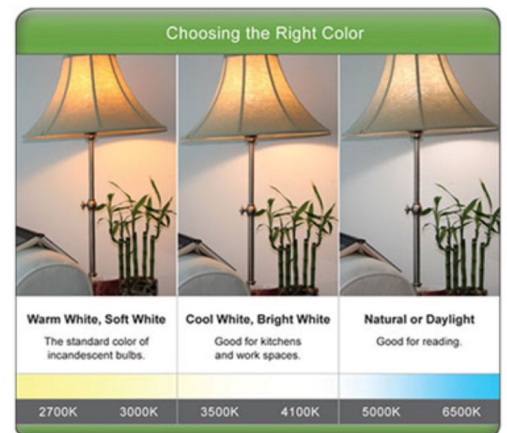 Choosing the Right Color
Warm White, Soft White
The standard color of
incandescent bulbs.
Cool White, Bright White
Good for kitchens
and work spaces.
Natural or Daylight
Good for reading.
2700K 3000K 3500K 4100K 5000K 6500K